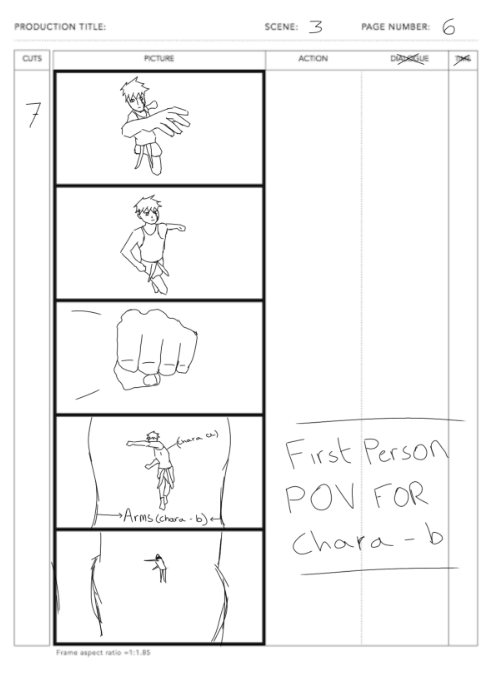 PRODUCTION TITLE: SCENE: 3 PAGE NUMBER: 6
CUTS PICTURE ACTION DIALOGUE TIME
7
(chara a)
Arms (chara - b)
First Person
POV FOR
Chara - b
Frame aspect ratio =1:1.85